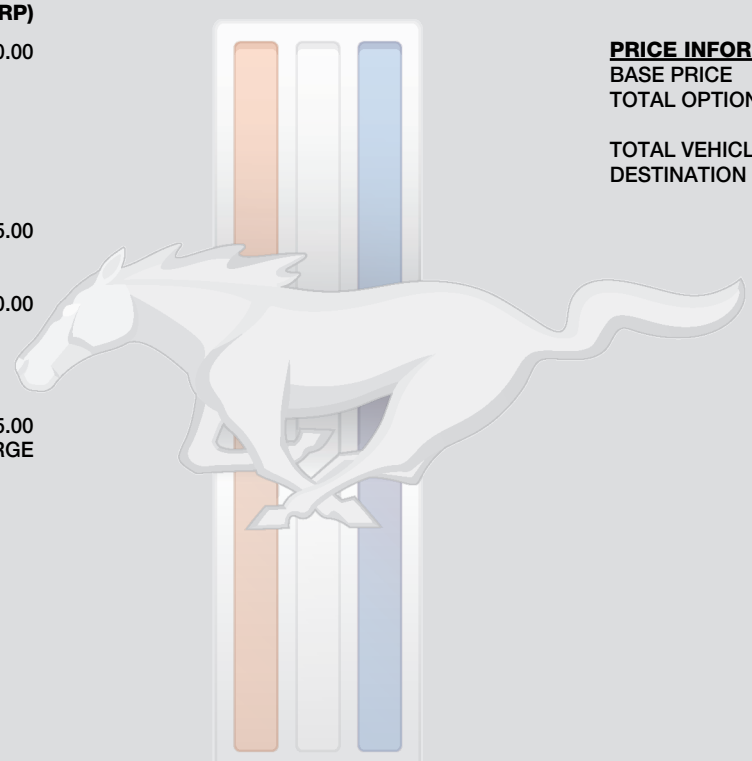 RP)
0.00
5.00
0.00
5.00
RGE
PRICE INFOR
BASE PRICE
TOTAL OPTION
TOTAL VEHICL
DESTINATION